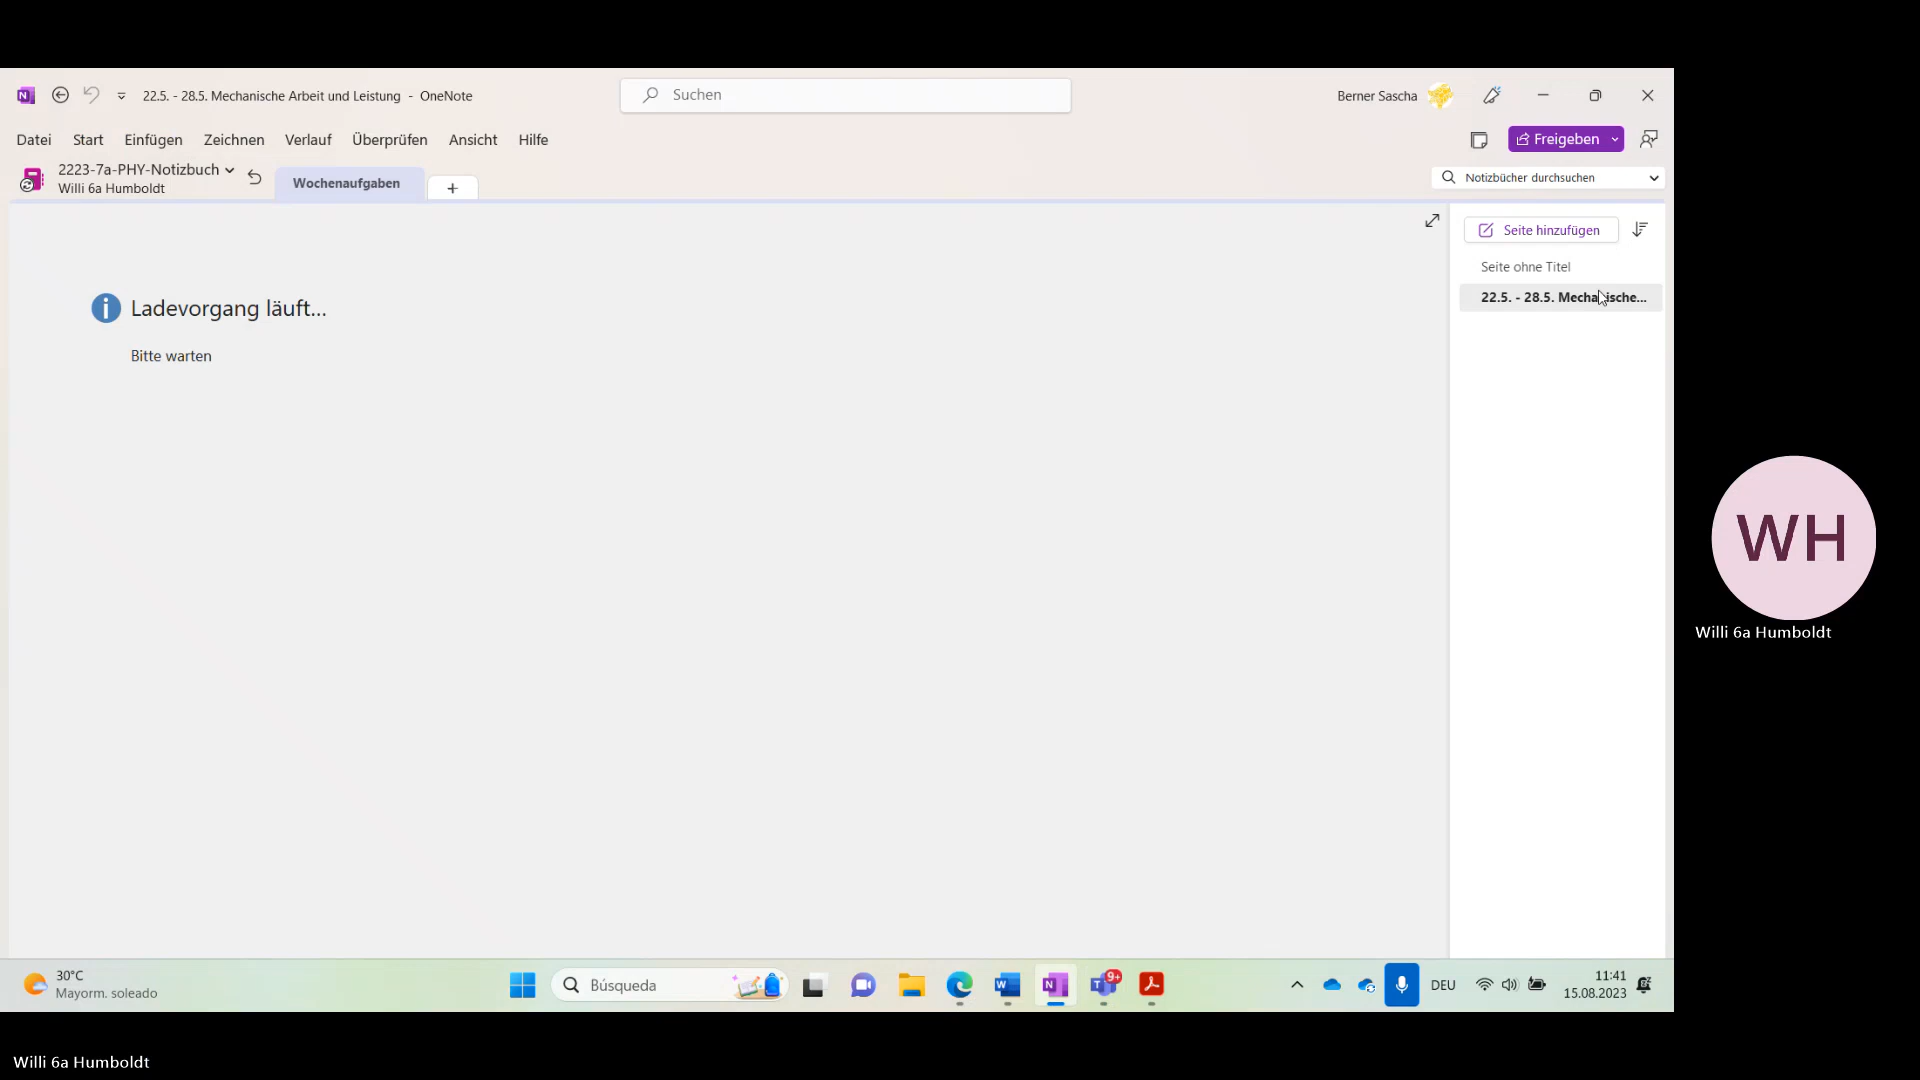 22.5. - 28.5. Mechanische Arbeit und Leistung - OneNote
Suchen
Berner Sascha
Datei Start Einfügen Zeichnen Verlauf Überprüfen Ansicht Hilfe
Freigeben
2223-7a-PHY-Notizbuch
Willi 6a Humboldt
Wochenaufgaben
+
Notizbücher durchsuchen
Seite hinzufügen
Seite ohne Titel
22.5. - 28.5. Mechanische...
Ladevorgang läuft...
Bitte warten
WH
Willi 6a Humboldt
30°C
Mayorm. soleado
Búsqueda
9+
DEU
11:41
15.08.2023
Willi 6a Humboldt